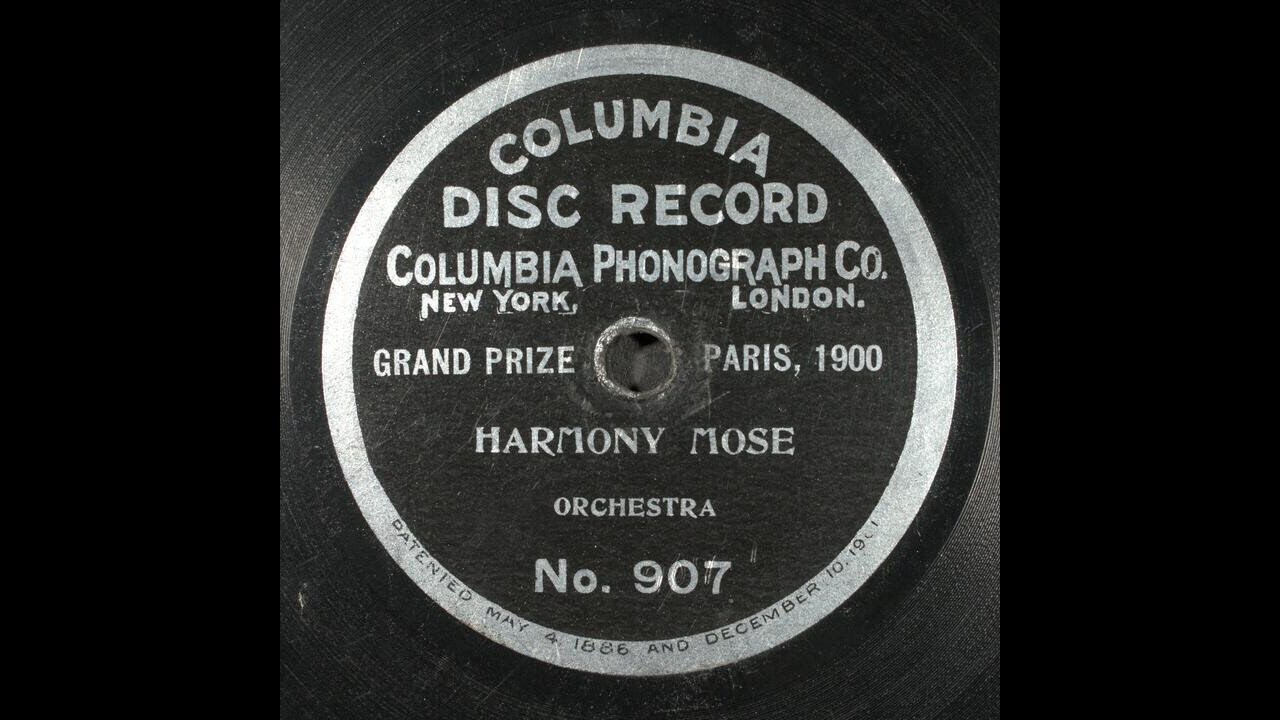 COLUMBIA
DISC RECORD
COLUMBIA PHONOGRAPH CO.
NEW YORK. LONDON.
GRAND PRIZE PARIS, 1900
HARMONY MOSE
ORCHESTRA
No. 907
PATENTED MAY 4, 1886 AND DECEMBER 10, 1901